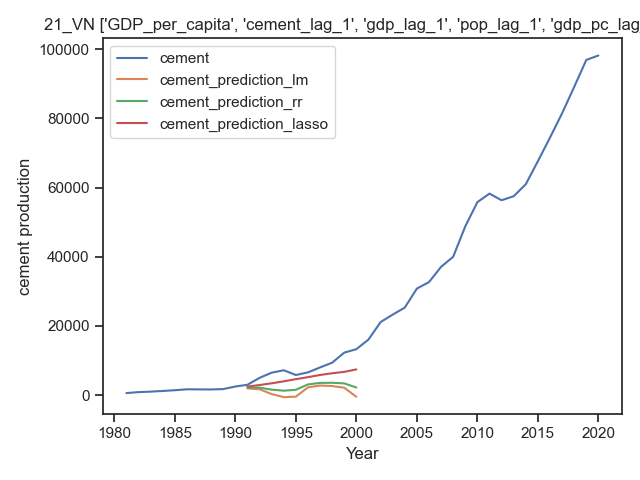 21_VN ['GDP_per_capita', 'cement_lag_1', 'gdp_lag_1', 'pop_lag_1', 'gdp_pc_lag
100000
80000
60000
40000
20000
0
cement production
cement
cement_prediction_lm
cement_prediction_rr
cement_prediction_lasso
1980 1985 1990 1995 2000 2005 2010 2015 2020
Year